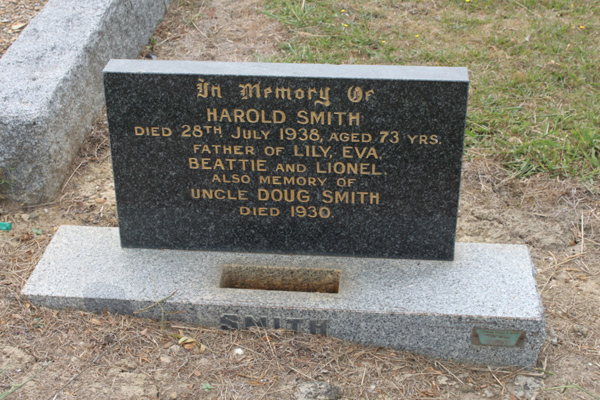 In Memory Of
HAROLD SMITH
DIED 28TH JULY 1938, AGED 73 YRS.
FATHER OF LILY, EVA,
BEATTIE AND LIONEL.
ALSO MEMORY OF
UNCLE DOUG SMITH
DIED 1930
SMITH